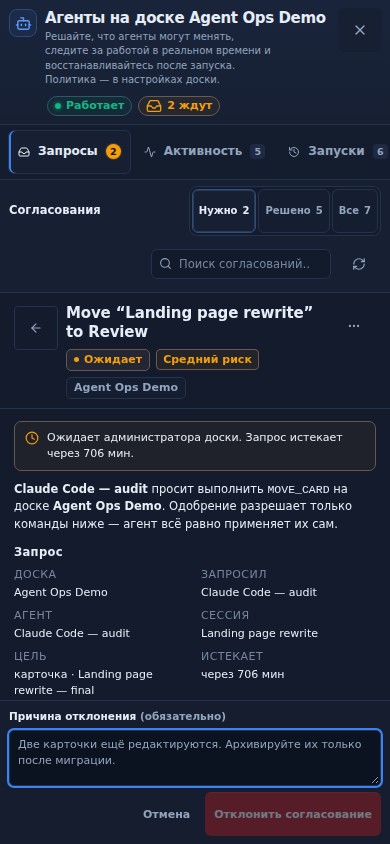 Агенты на доске Agent Ops Demo
Решайте, что агенты могут менять,
следите за работой в реальном времени и
восстанавливайтесь после запуска.
Политика — в настройках доски.
Работает
2 ждут
Запросы 2
Активность 5
Запуски 6
Согласования
Нужно 2
Решено 5
Все 7
Поиск согласований..
Move “Landing page rewrite”
to Review
Ожидает
Средний риск
Agent Ops Demo
Ожидает администратора доски. Запрос истекает
через 706 мин.
Claude Code — audit просит выполнить MOVE_CARD на
доске Agent Ops Demo. Одобрение разрешает только
команды ниже — агент всё равно применяет их сам.
Запрос
ДОСКА
Agent Ops Demo
ЗАПРОСИЛ
Claude Code — audit
АГЕНТ
Claude Code — audit
СЕССИЯ
Landing page rewrite
ЦЕЛЬ
карточка · Landing page
rewrite — final
ИСТЕКАЕТ
через 706 мин
Причина отклонения (обязательно)
Две карточки ещё редактируются. Архивируйте их только
после миграции.
Отмена
Отклонить согласование